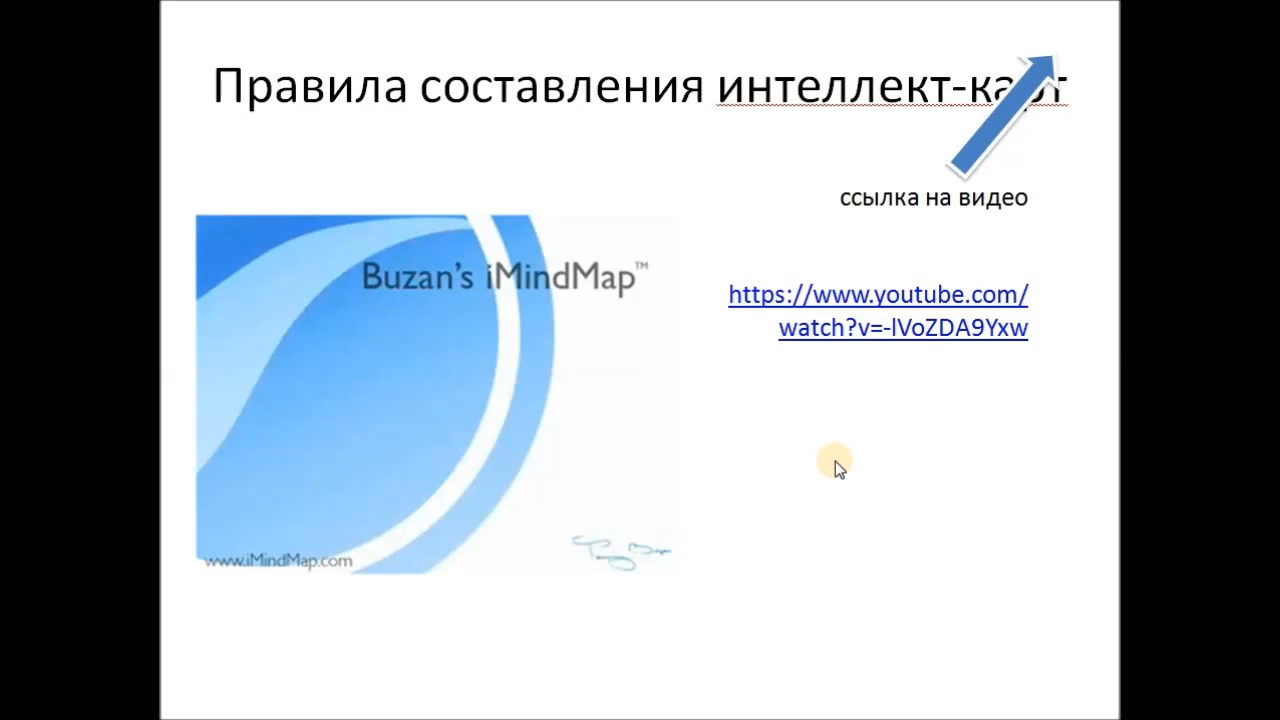 Правила составления интеллект-карт
ссылка на видео
Buzan's iMindMap™
https://www.youtube.com/
watch?v=-lVoZDA9Yxw
www.iMindMap.com